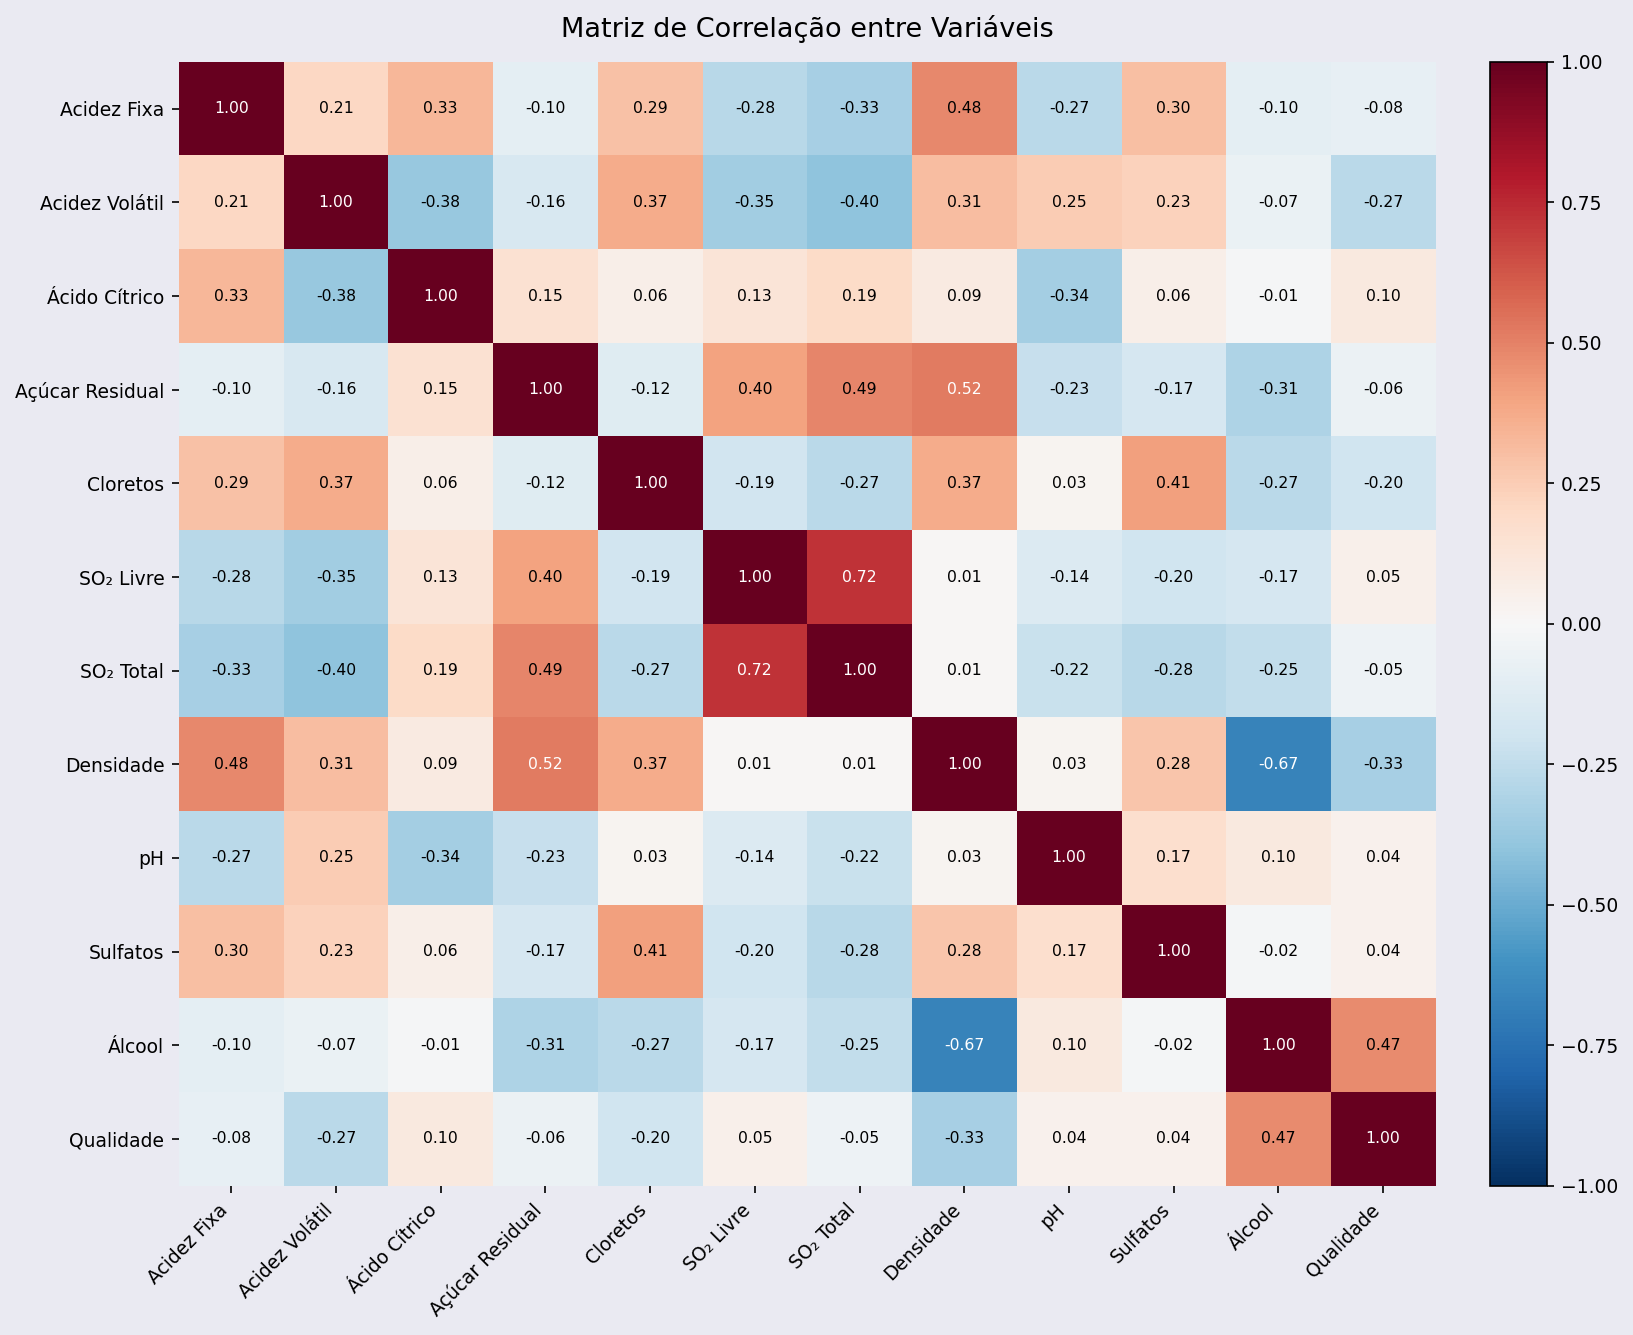 Matriz de Correlação entre Variáveis
Acidez Fixa 1.00 0.21 0.33 -0.10 0.29 -0.28 -0.33 0.48 -0.27 0.30 -0.10 -0.08
Acidez Volátil 0.21 1.00 -0.38 -0.16 0.37 -0.35 -0.40 0.31 0.25 0.23 -0.07 -0.27
Ácido Cítrico 0.33 -0.38 1.00 0.15 0.06 0.13 0.19 0.09 -0.34 0.06 -0.01 0.10
Açúcar Residual -0.10 -0.16 0.15 1.00 -0.12 0.40 0.49 0.52 -0.23 -0.17 -0.31 -0.06
Cloretos 0.29 0.37 0.06 -0.12 1.00 -0.19 -0.27 0.37 0.03 0.41 -0.27 -0.20
SO₂ Livre -0.28 -0.35 0.13 0.40 -0.19 1.00 0.72 0.01 -0.14 -0.20 -0.17 0.05
SO₂ Total -0.33 -0.40 0.19 0.49 -0.27 0.72 1.00 0.01 -0.22 -0.28 -0.25 -0.05
Densidade 0.48 0.31 0.09 0.52 0.37 0.01 0.01 1.00 0.03 0.28 -0.67 -0.33
pH -0.27 0.25 -0.34 -0.23 0.03 -0.14 -0.22 0.03 1.00 0.17 0.10 0.04
Sulfatos 0.30 0.23 0.06 -0.17 0.41 -0.20 -0.28 0.28 0.17 1.00 -0.02 0.04
Álcool -0.10 -0.07 -0.01 -0.31 -0.27 -0.17 -0.25 -0.67 0.10 -0.02 1.00 0.47
Qualidade -0.08 -0.27 0.10 -0.06 -0.20 0.05 -0.05 -0.33 0.04 0.04 0.47 1.00
Acidez Fixa
Acidez Volátil
Ácido Cítrico
Açúcar Residual
Cloretos
SO₂ Livre
SO₂ Total
Densidade
pH
Sulfatos
Álcool
Qualidade
1.00
0.75
0.50
0.25
0.00
−0.25
−0.50
−0.75
−1.00